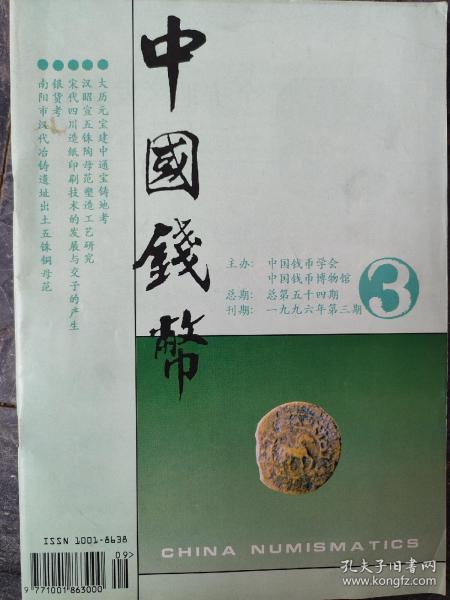 中國錢幣
大历元宝建中通宝铸地考
汉昭宣五铢陶母范塑造工艺研究
宋代四川造纸印刷技术的发展与交子的产生
银货考
南阳市汉代冶铸遗址出土五铢铜母范
主办: 中国钱币学会
中国钱币博物馆
总期: 总第五十四期
刊期: 一九九六年第三期
3
ISSN 1001-8638
09>
9 771001 863000
CHINA NUMISMATICS
孔夫子旧书网